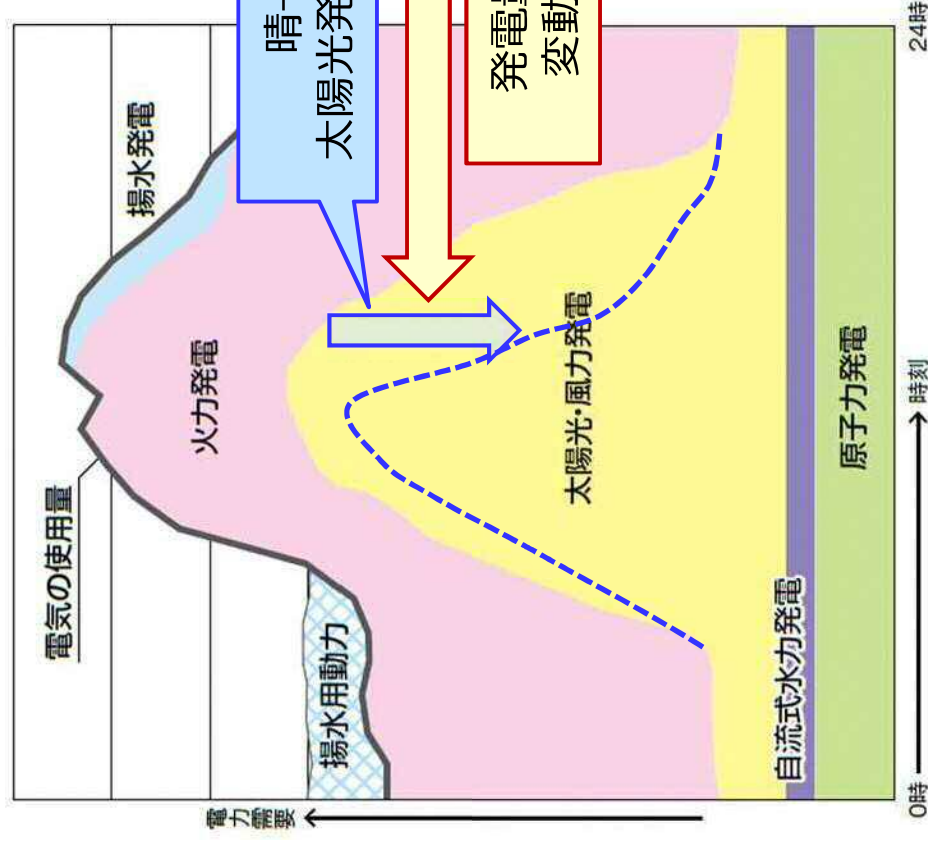 電気の使用量
揚水発電
晴
太陽光発
発電
変動
火力発電
揚水用動力
太陽光・風力発電
自流式水力発電
原子力発電
電力需要
0時
時刻
24時